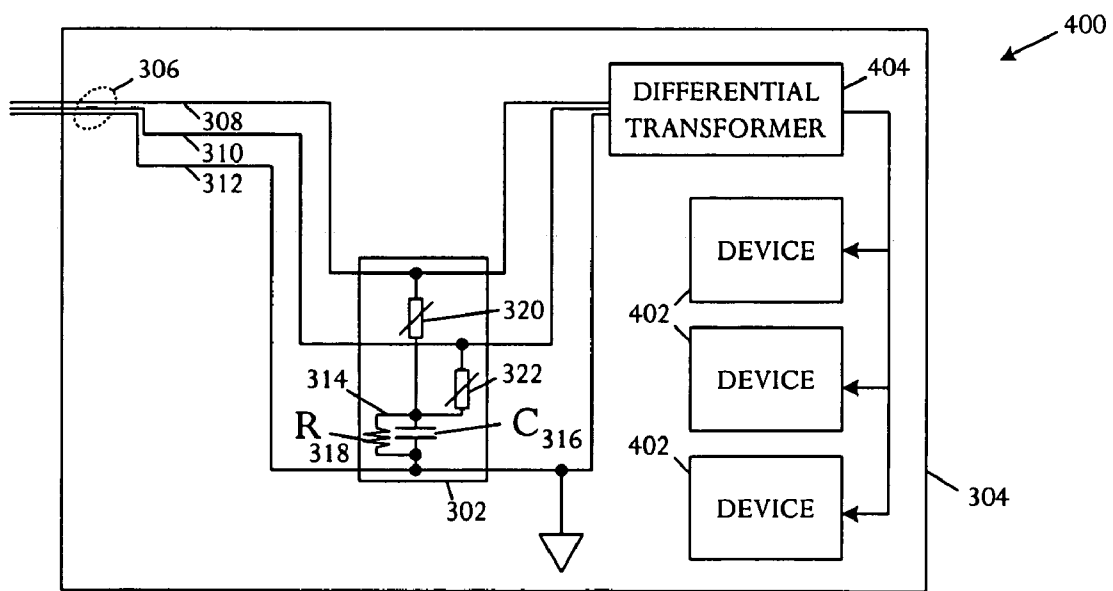 400
306
404
DIFFERENTIAL
TRANSFORMER
308
310
312
DEVICE
320
402
322
314
DEVICE
R
318
C
316
402
302
DEVICE
304